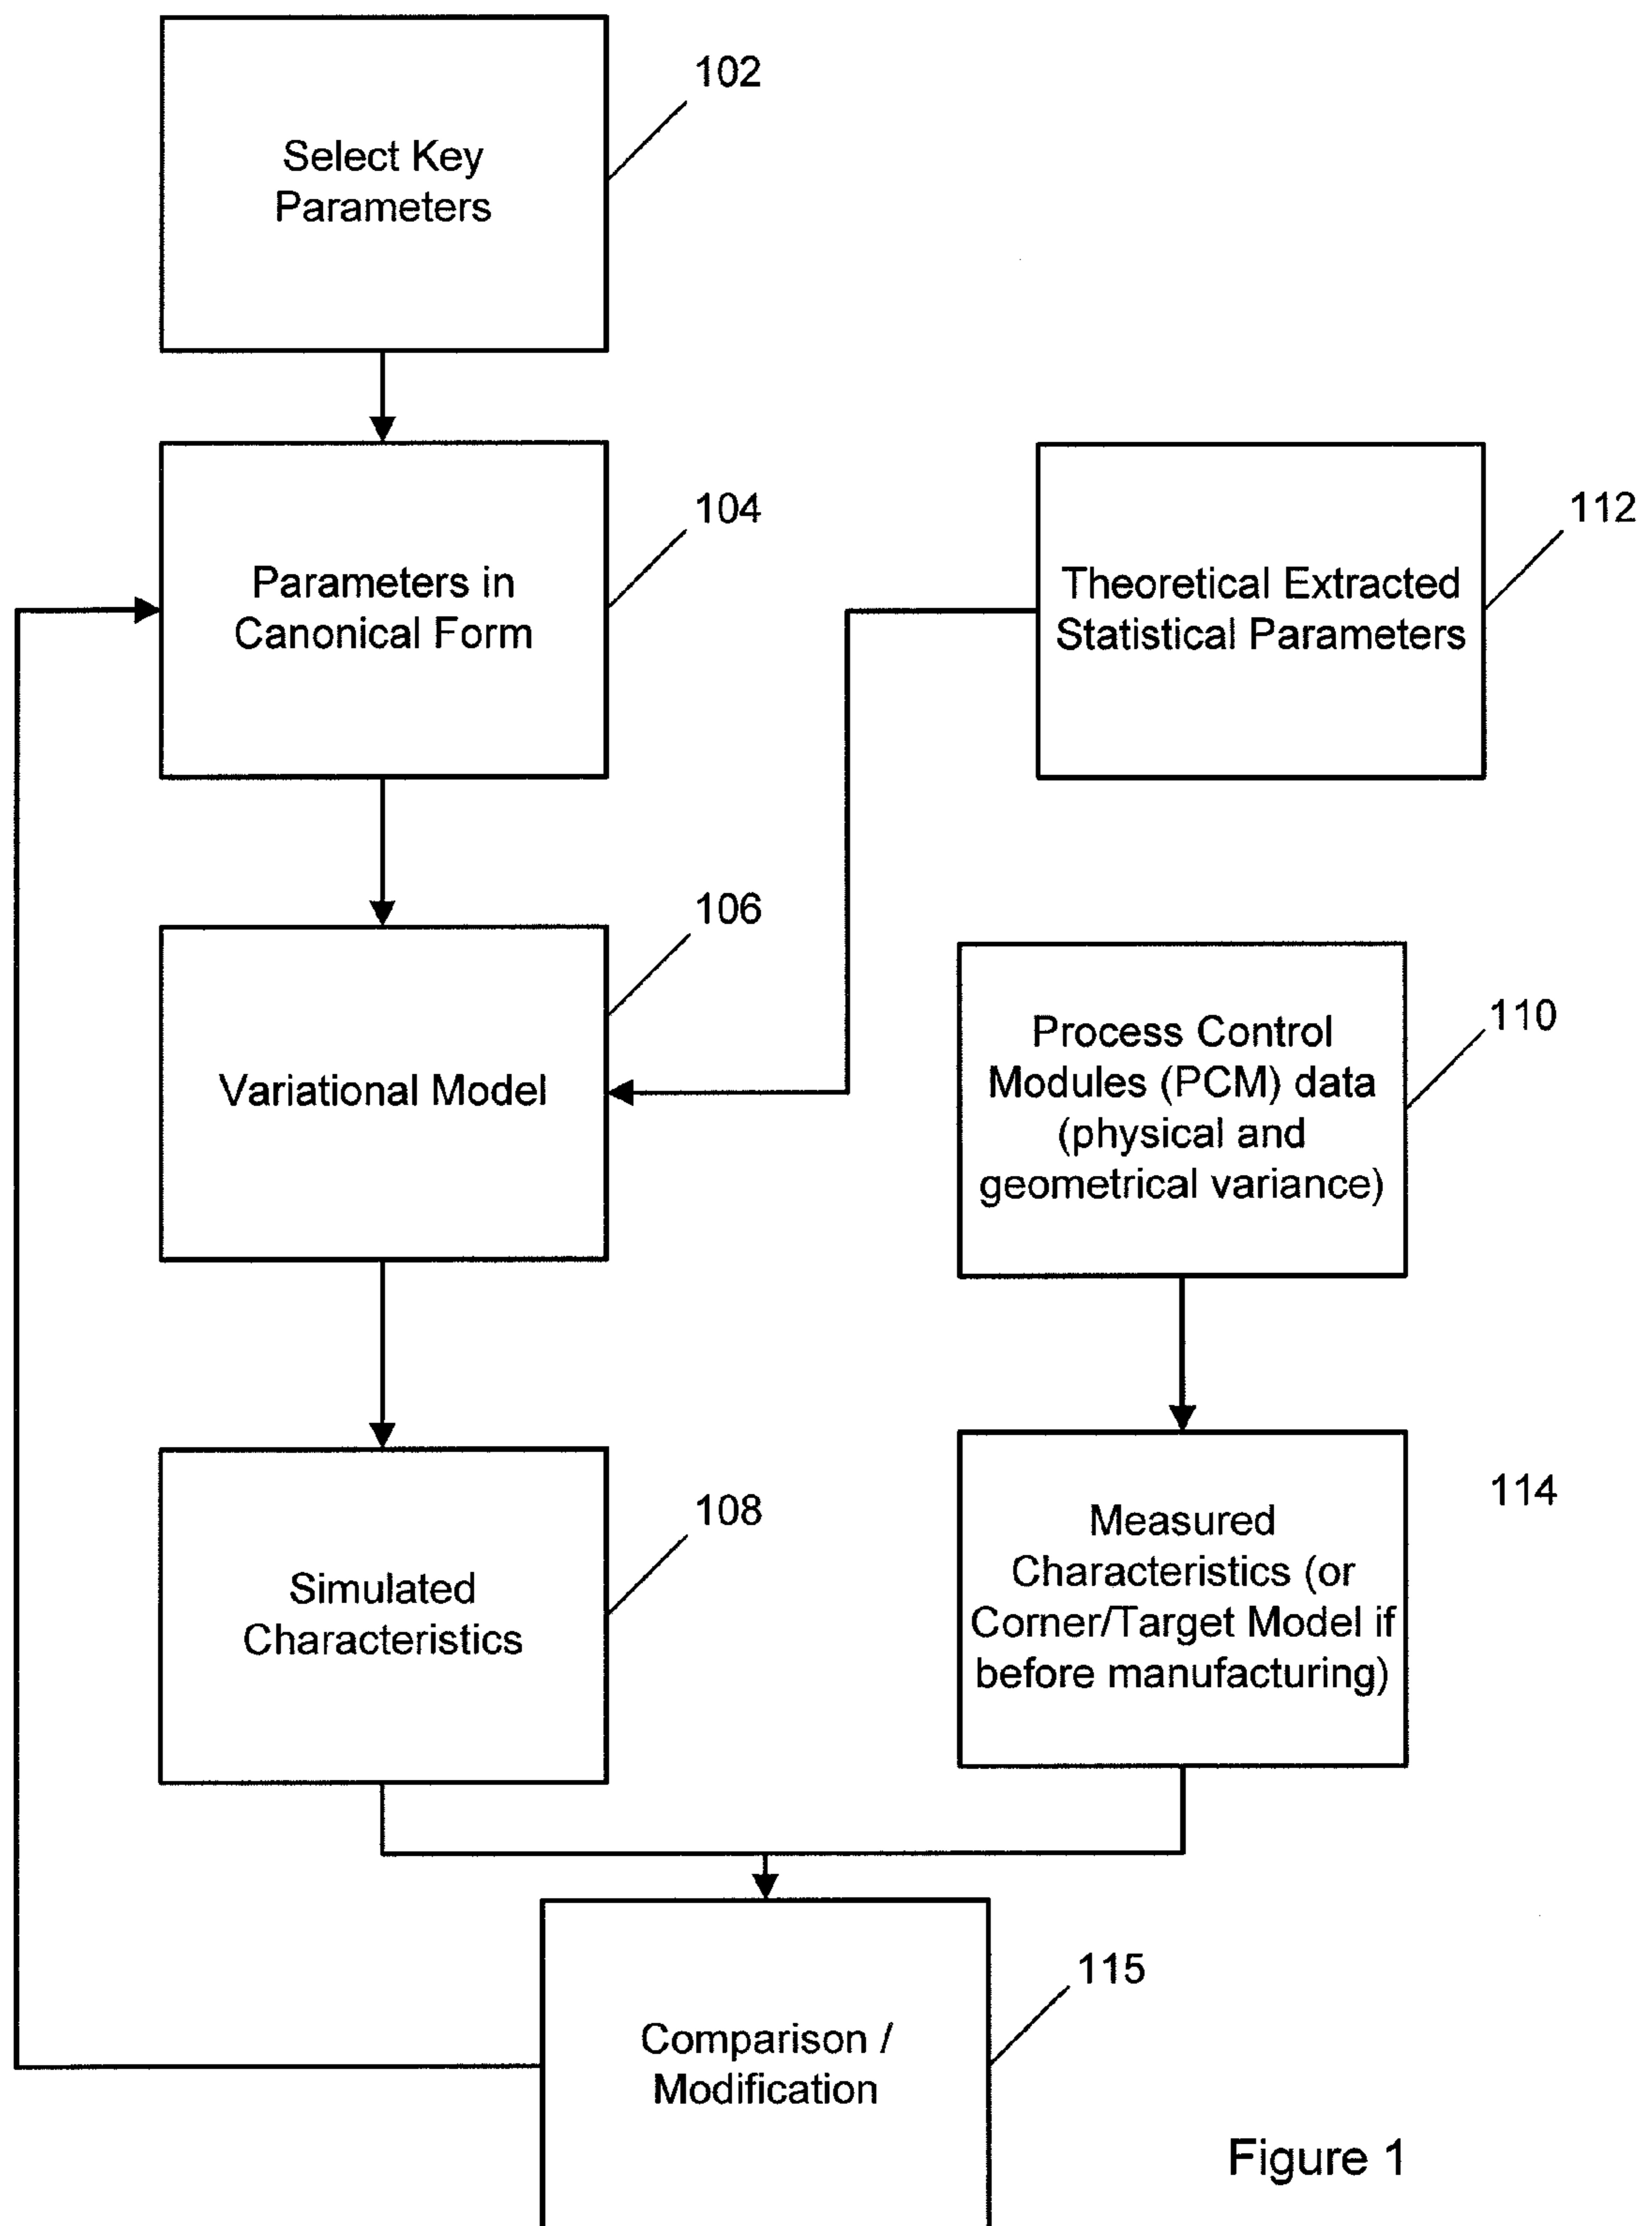 102
Select Key
Parameters
104
Parameters in
Canonical Form
112
Theoretical Extracted
Statistical Parameters
106
Variational Model
110
Process Control
Modules (PCM) data
(physical and
geometrical variance)
108
Simulated
Characteristics
114
Measured
Characteristics (or
Corner/Target Model if
before manufacturing)
115
Comparison /
Modification
Figure 1